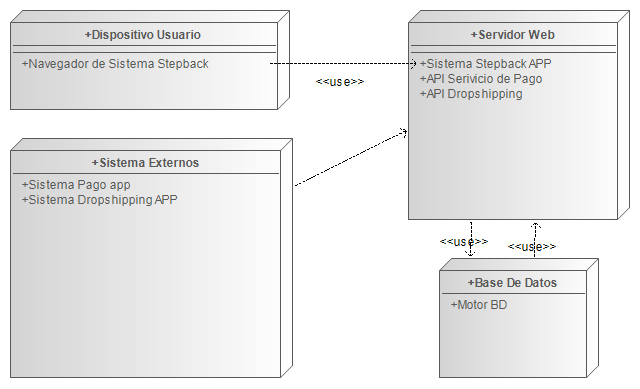 +Dispositivo Usuario
+Navegador de Sistema Stepback
<<use>>
+Servidor Web
+Sistema Stepback APP
+API Serivicio de Pago
+API Dropshipping
+Sistema Externos
+Sistema Pago app
+Sistema Dropshipping APP
<<use>>
<<use>>
+Base De Datos
+Motor BD